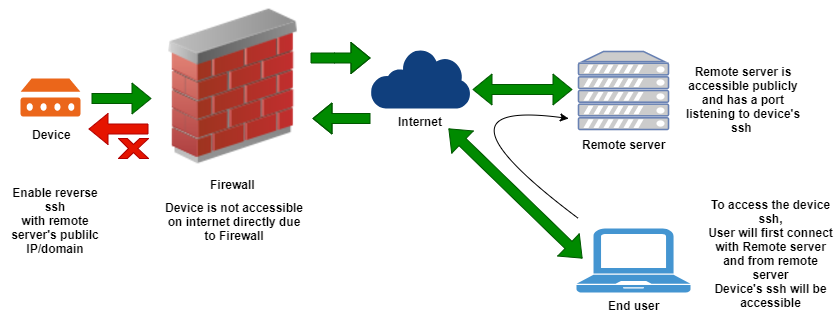 Device
Enable reverse
ssh
with remote
server's publilc
IP/domain
Firewall
Device is not accessible
on internet directly due
to Firewall
Internet
Remote server
Remote server is
accessible publicly
and has a port
listening to device's
ssh
End user
To access the device
ssh,
User will first connect
with Remote server
and from remote
server
Device's ssh will be
accessible